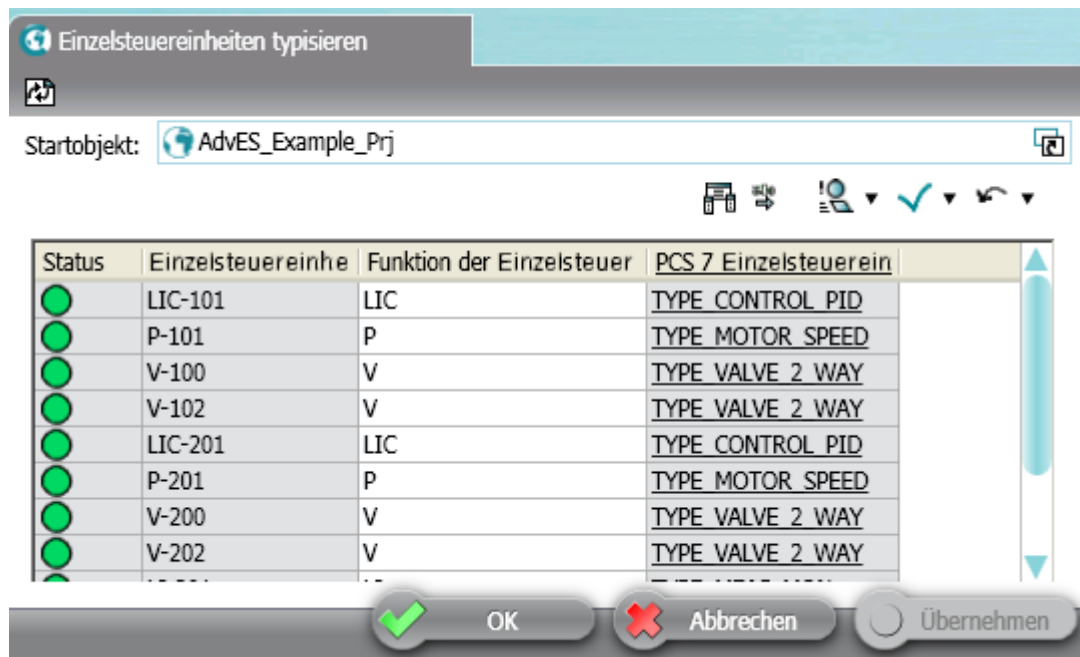 Einzelsteuereinheiten typisieren
Startobjekt: AdvES_Example_Prj
Status Einzelsteuereinhe Funktion der Einzelsteuer PCS 7 Einzelsteuerein
LIC-101 LIC TYPE_CONTROL_PID
P-101 P TYPE_MOTOR_SPEED
V-100 V TYPE_VALVE_2_WAY
V-102 V TYPE_VALVE_2_WAY
LIC-201 LIC TYPE_CONTROL_PID
P-201 P TYPE_MOTOR_SPEED
V-200 V TYPE_VALVE_2_WAY
V-202 V TYPE_VALVE_2_WAY
OK Abbrechen Übernehmen